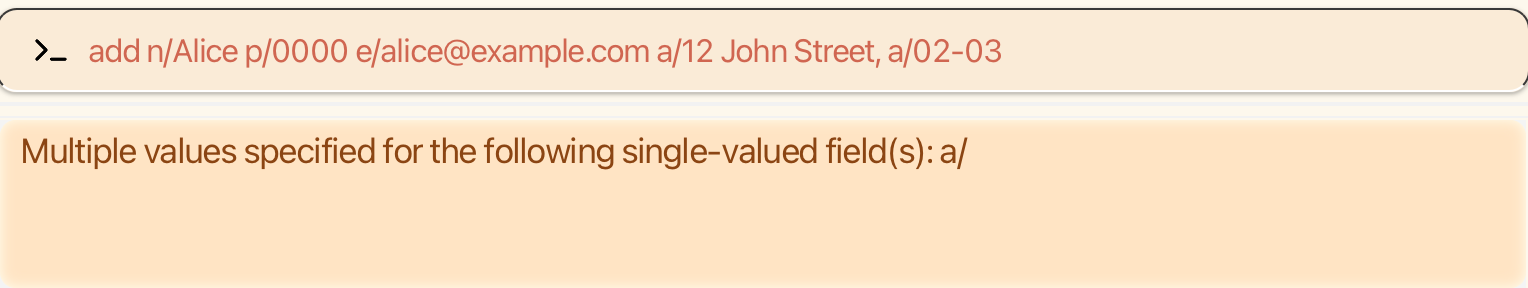 >_ add n/Alice p/0000 e/alice@example.com a/12 John Street, a/02-03
Multiple values specified for the following single-valued field(s): a/